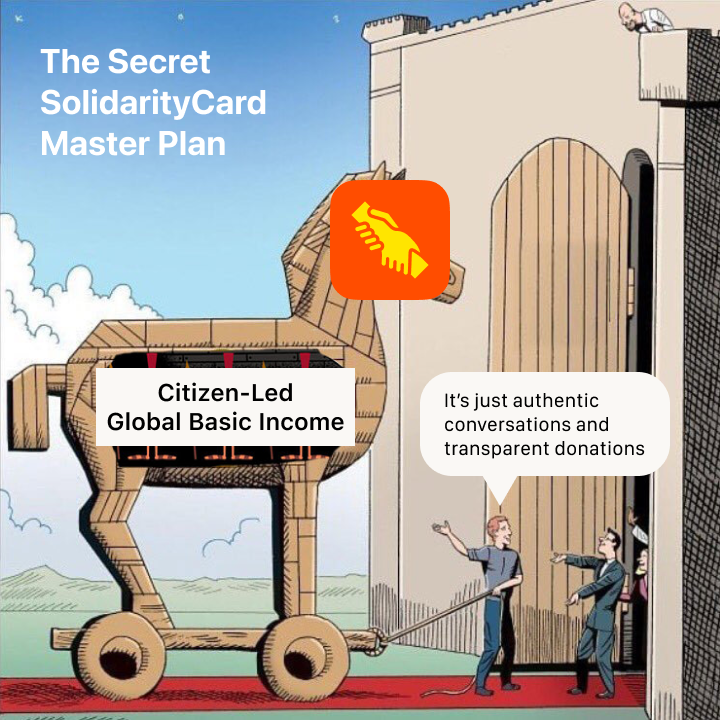 The Secret
SolidarityCard
Master Plan
Citizen-Led
Global Basic Income
It’s just authentic
conversations and
transparent donations